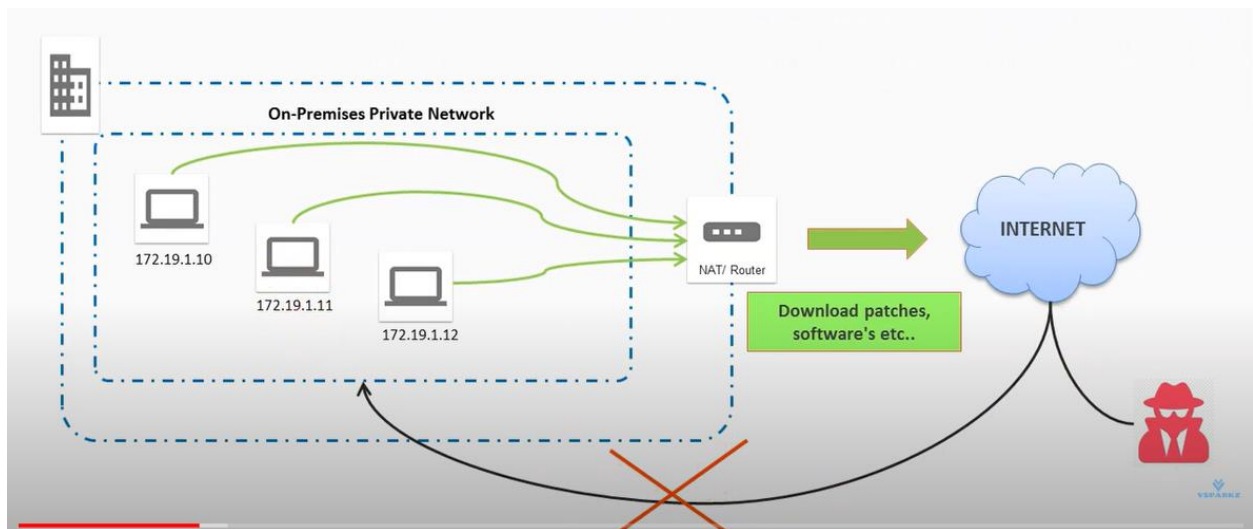 On-Premises Private Network
172.19.1.10
172.19.1.11
172.19.1.12
NAT/ Router
INTERNET
Download patches,
software's etc..
VSPARKZ